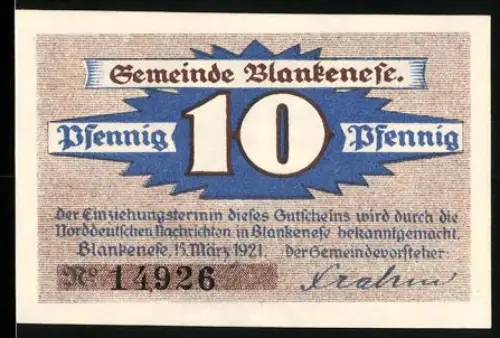 Gemeinde Blankenese.
Pfennig 10 Pfennig
Der Einziehungstermin dieses Gutscheins wird durch die
Norddeutschen Nachrichten in Blankenese bekanntgemacht.
Blankenese, 15. März 1921. der Gemeindevorsteher:
No 14926